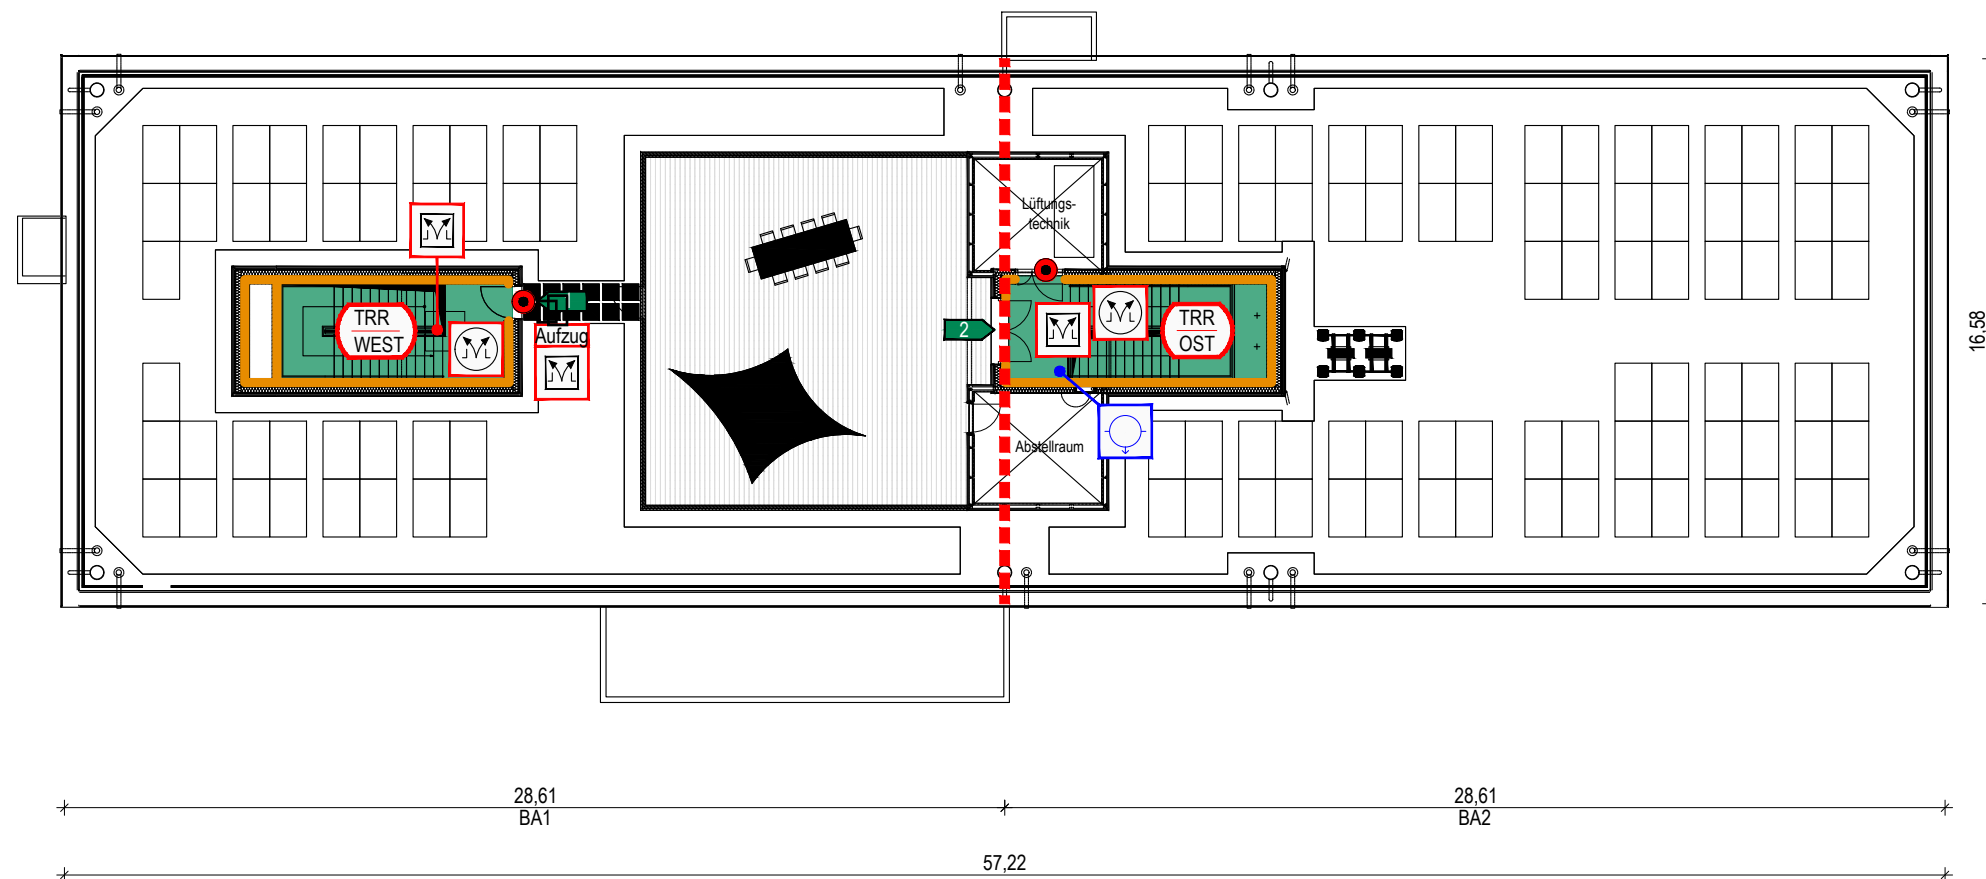 Lüftungs-
technik
TRR
WEST
Aufzug
2
TRR
OST
Abstellraum
16,58
28,61
BA1
28,61
BA2
57,22